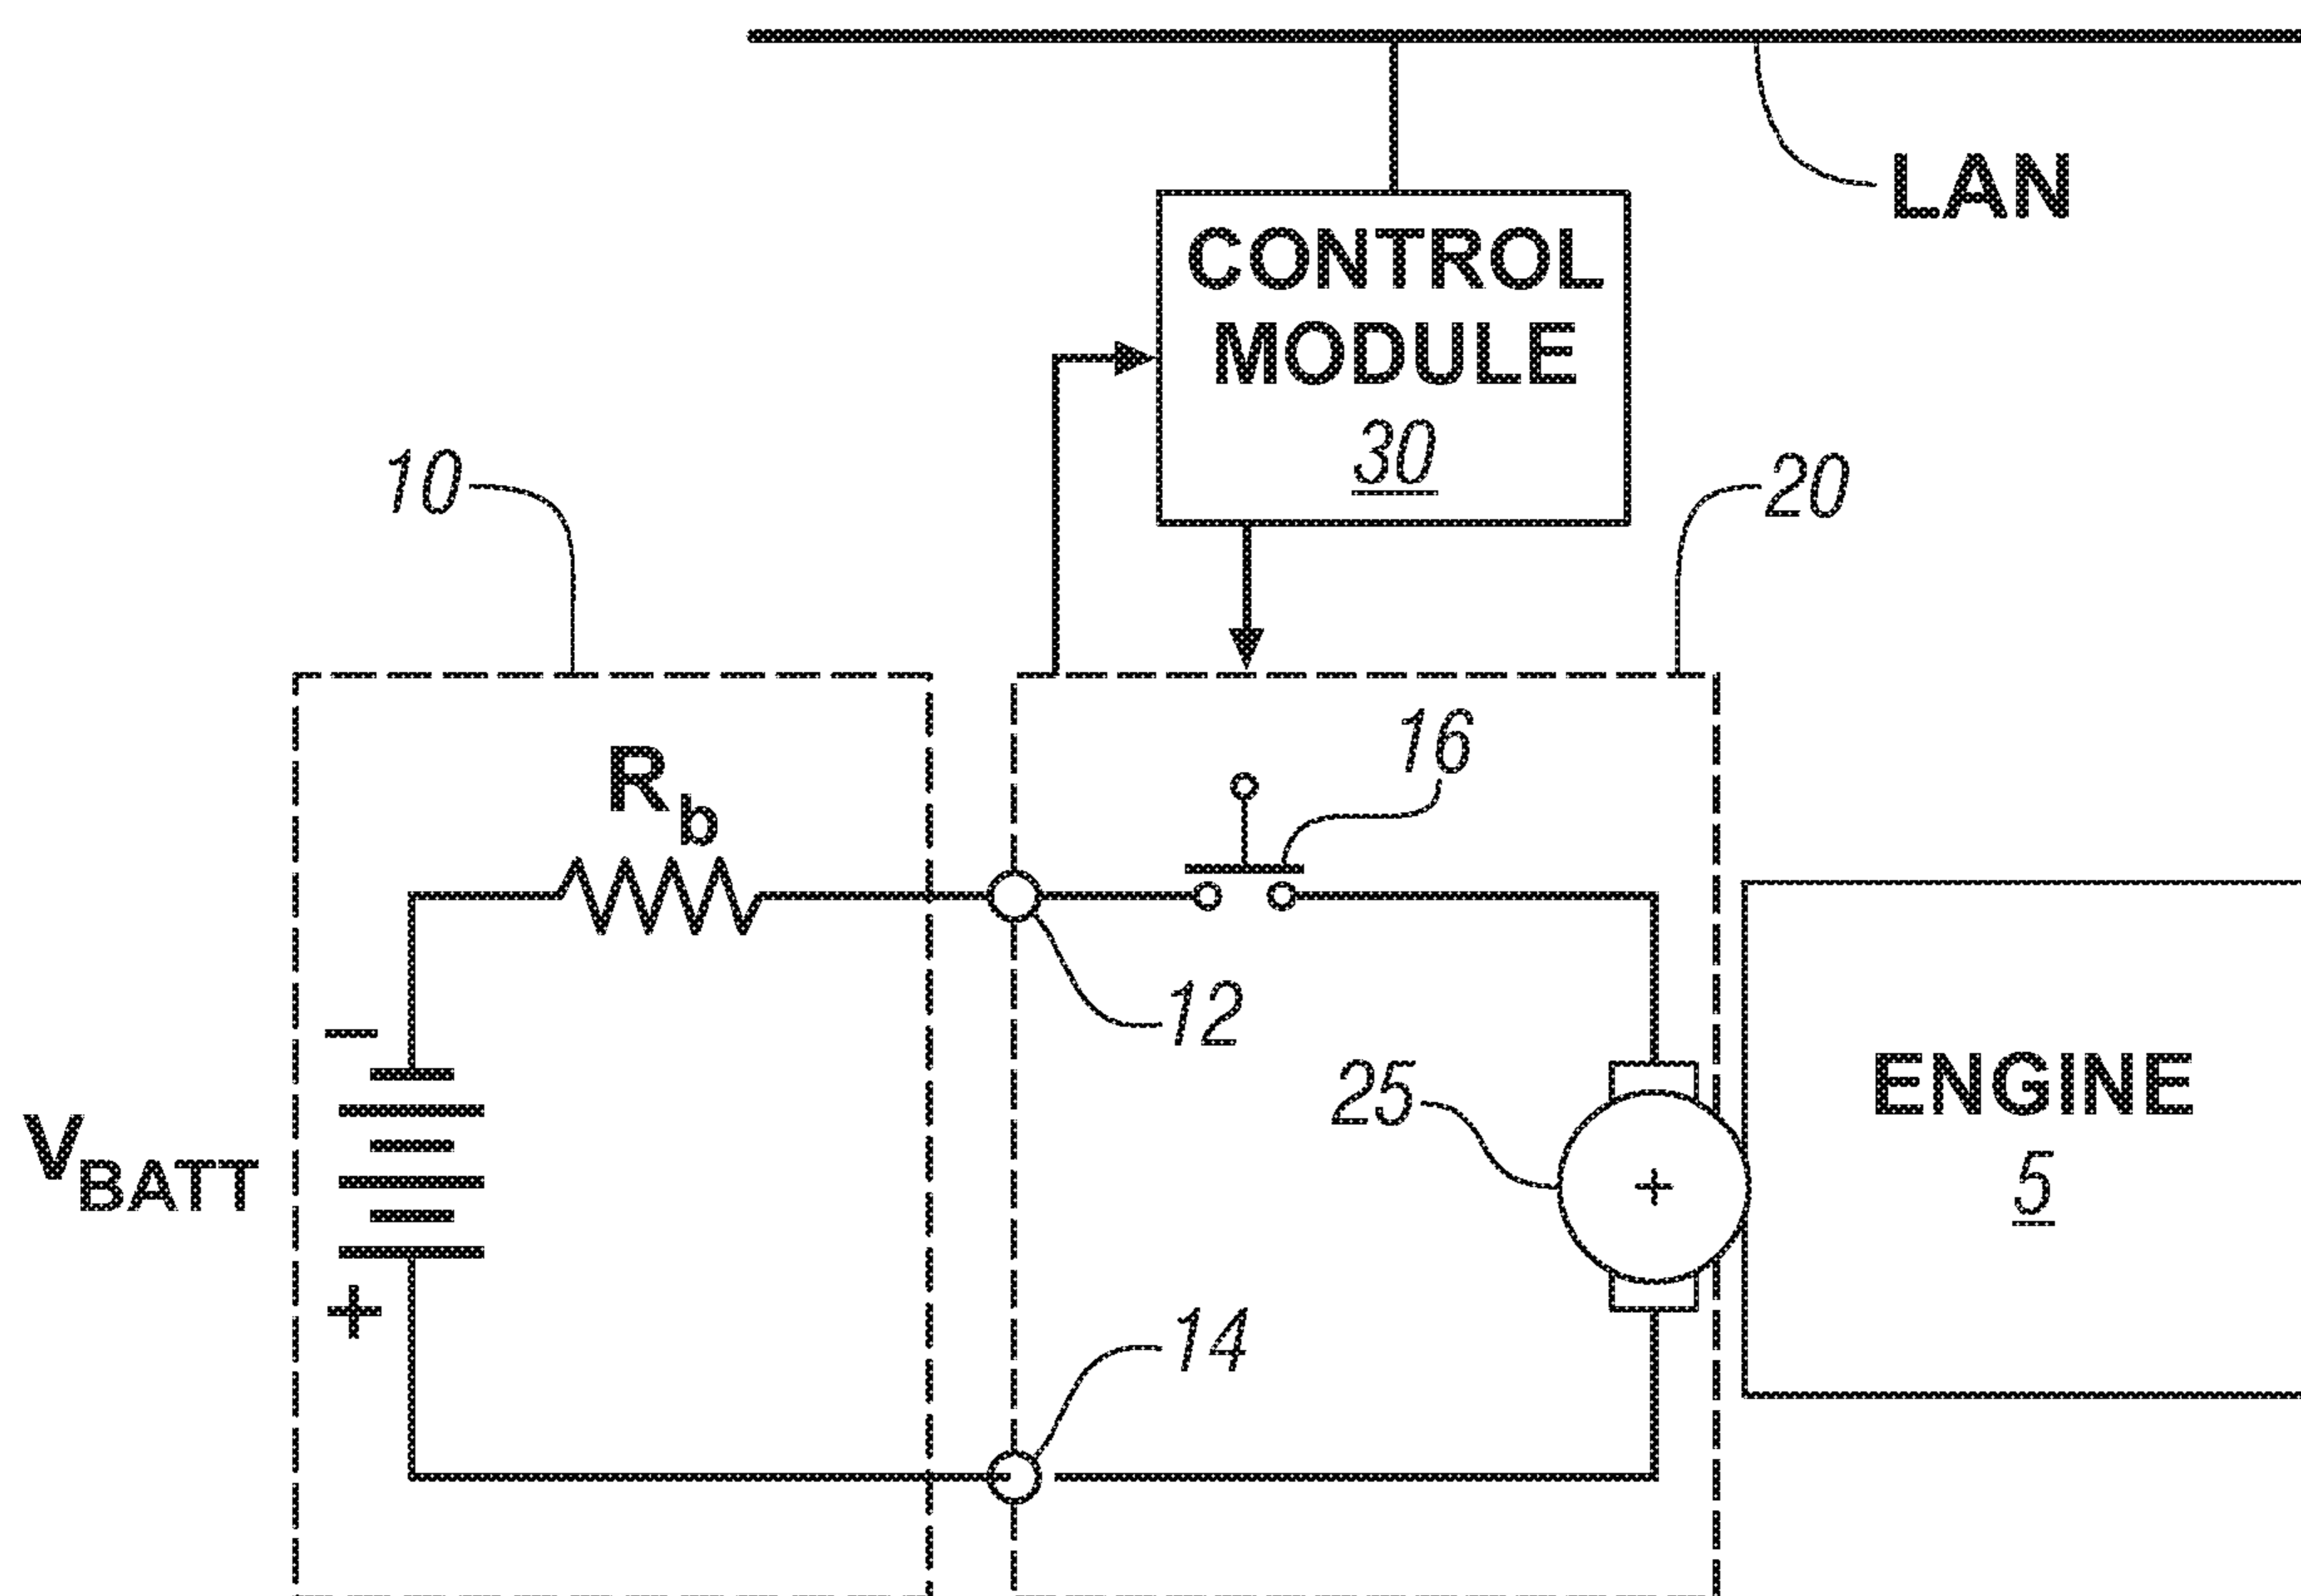 LAN
CONTROL
MODULE
30
10
20
16
Rb
12
−
25
ENGINE
5
VBATT
+
+
14